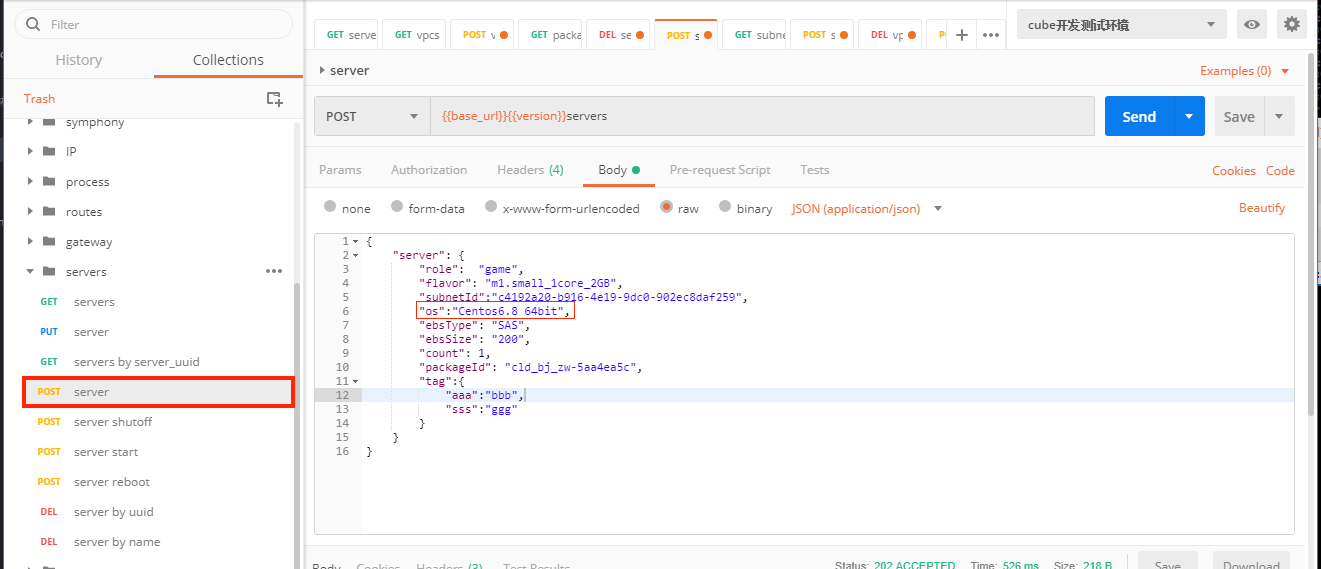 Filter
History
Collections
Trash
symphony
IP
process
routes
gateway
servers
GET servers
PUT server
GET servers by server_uuid
POST server
POST server shutoff
POST server start
POST server reboot
DEL server by uuid
DEL server by name
GET serve
GET vpcs
POST v
GET packa
DEL se
POST s
GET subne
POST s
DEL vp
cube开发测试环境
server
Examples (0)
POST
{{base_url}}{{version}}servers
Send
Save
Params
Authorization
Headers (4)
Body
Pre-request Script
Tests
Cookies
Code
none
form-data
x-www-form-urlencoded
raw
binary
JSON (application/json)
Beautify
1 {
2 "server": {
3 "role": "game",
4 "flavor": "m1.small_1core_2GB",
5 "subnetId":"c4192a20-b916-4e19-9dc0-902ec8daf259",
6 "os":"Centos6.8 64bit",
7 "ebsType": "SAS",
8 "ebsSize": "200",
9 "count": 1,
10 "packageId": "cld_bj_zw-5aa4ea5c",
11 "tag":{
12 "aaa":"bbb",
13 "sss":"ggg"
14 }
15 }
16 }
Body
Cookies
Headers (3)
Test Results
Status: 202 ACCEPTED
Time: 526 ms
Size: 218 B
Save
Download